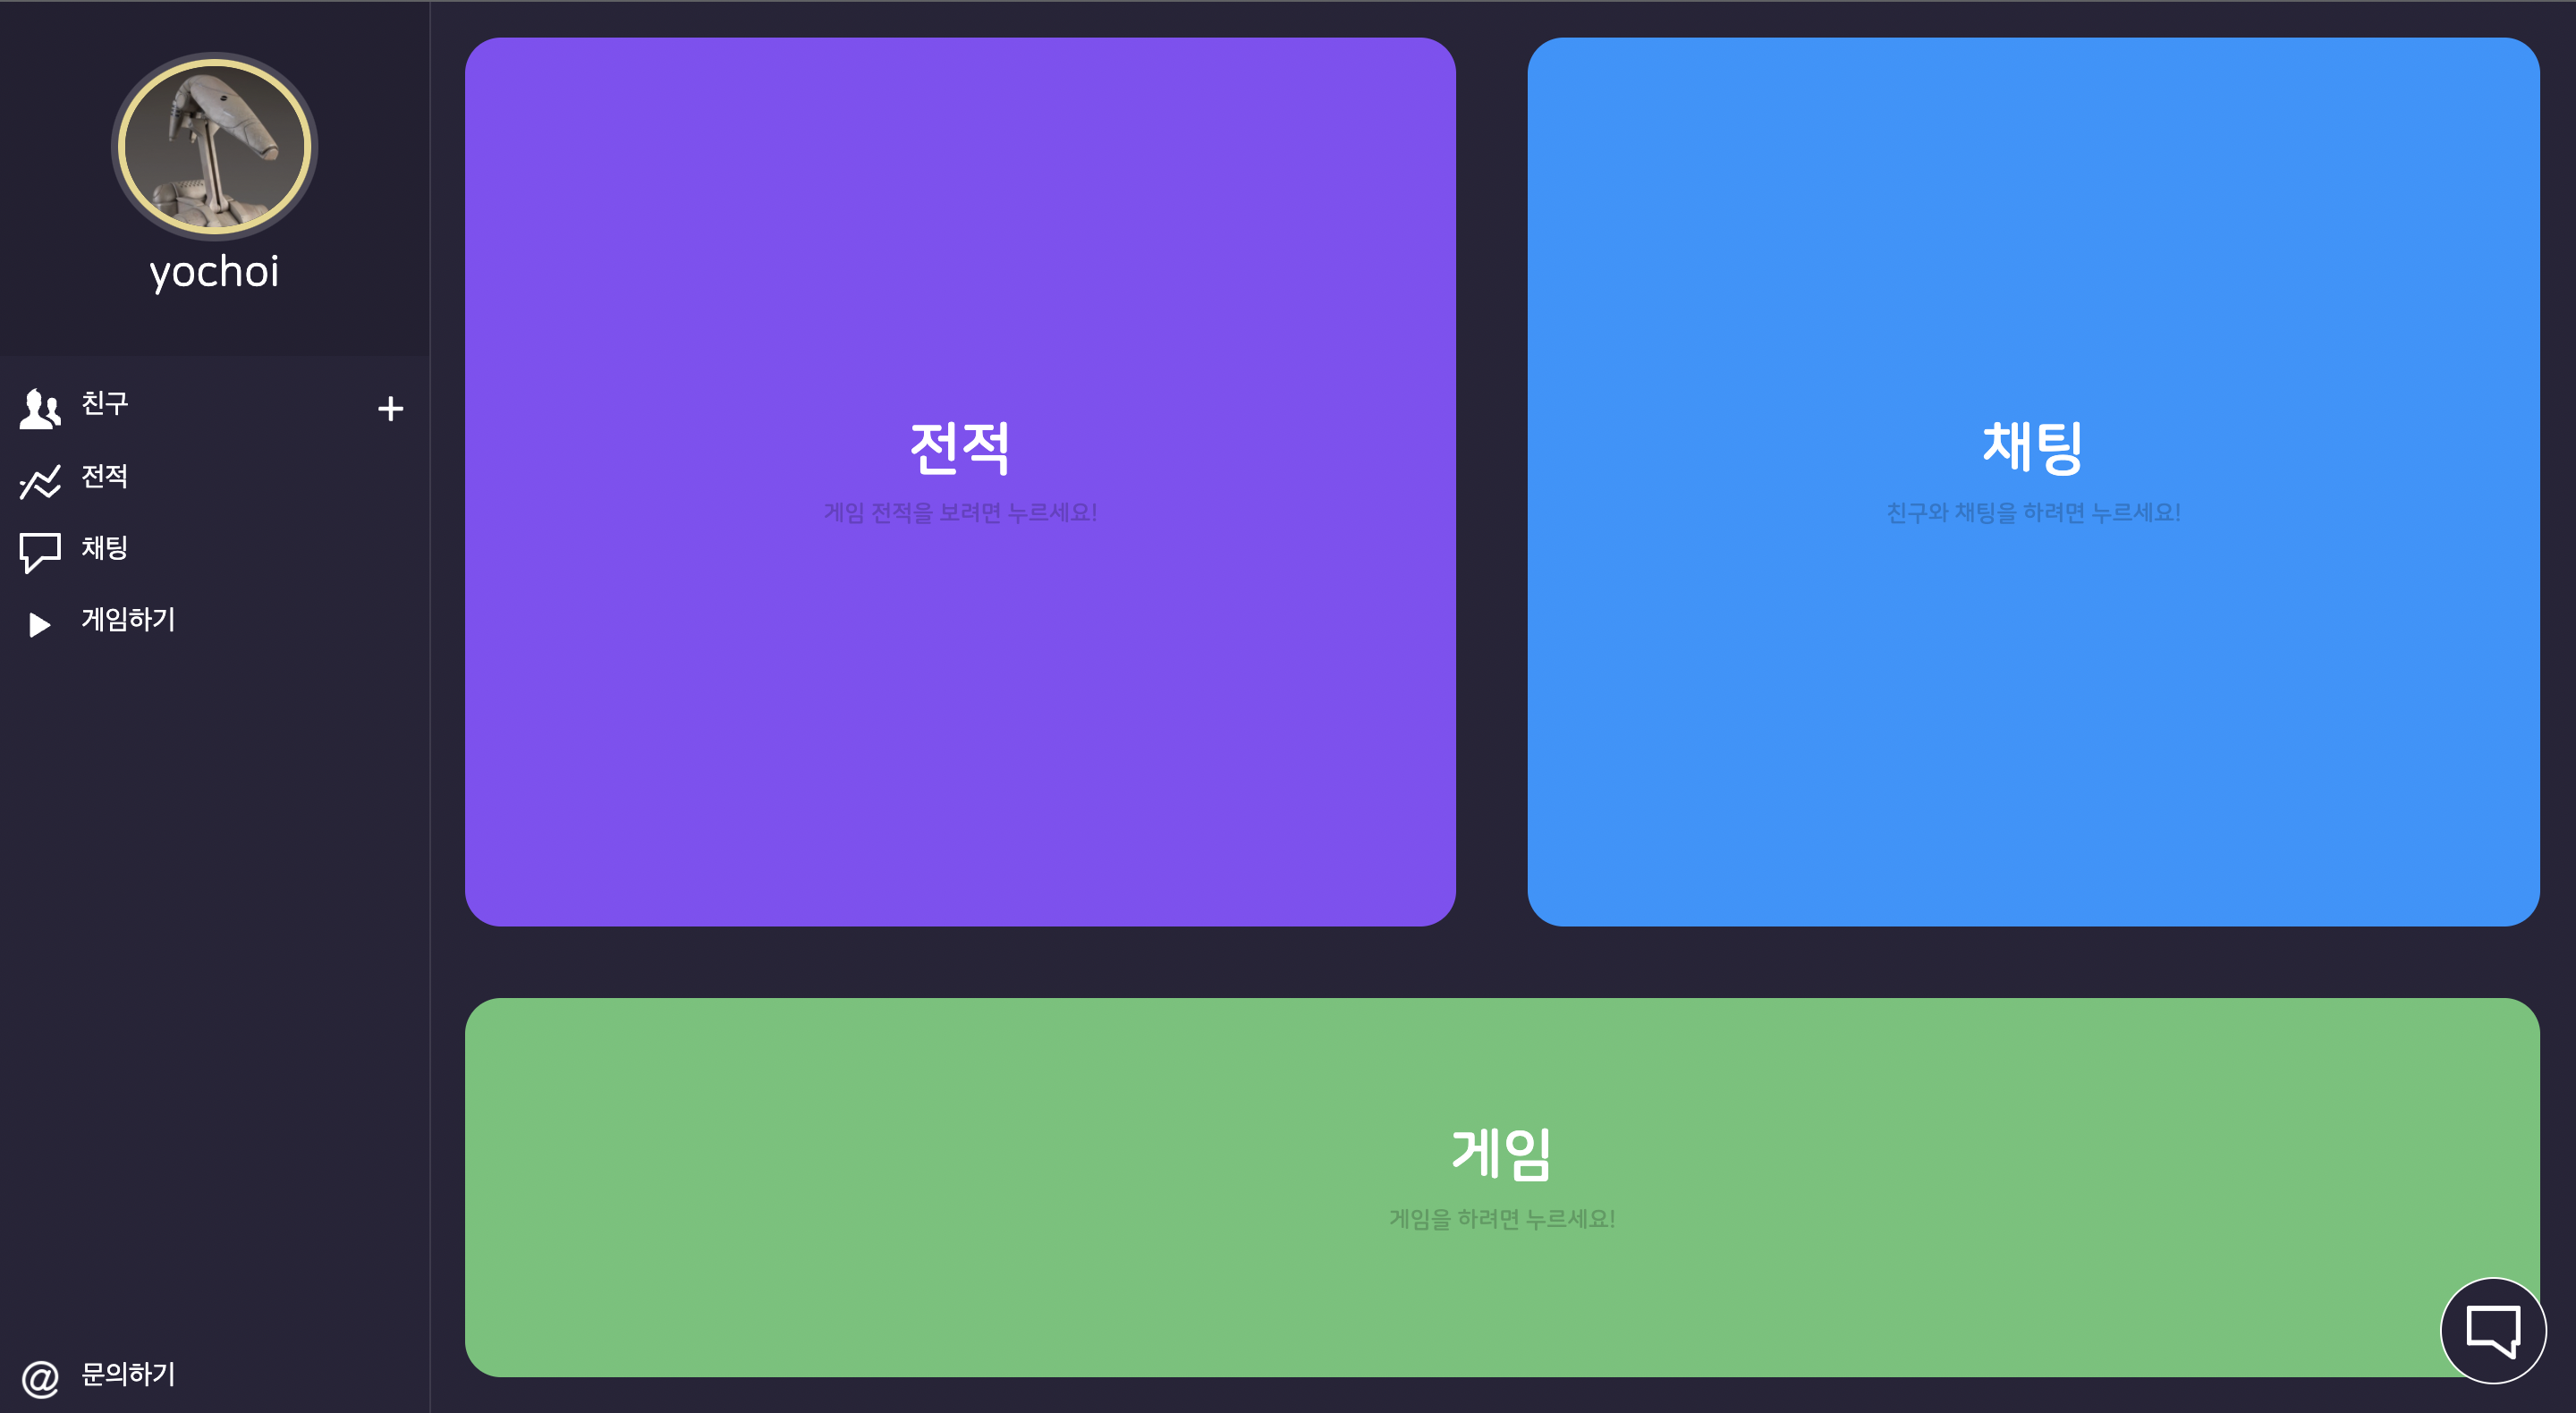 yochoi
친구
전적
채팅
게임하기
문의하기
전적
게임 전적을 보려면 누르세요!
채팅
친구와 채팅을 하려면 누르세요!
게임
게임을 하려면 누르세요!